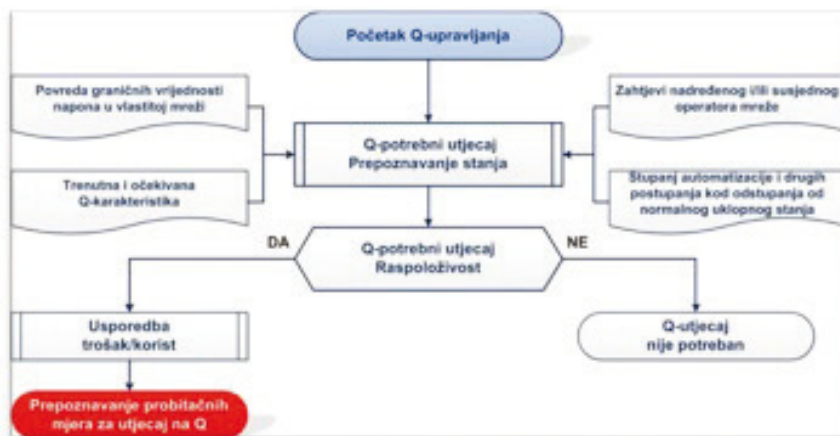 Početak Q-upravljanja
Povreda graničnih vrijednosti
napona u vlastitoj mreži
Zahtjevi nadređenog i/ili susjednog
operatora mreže
Q-potrebni utjecaj
Prepoznavanje stanja
Trenutna i očekivana
Q-karakteristika
Stupanj automatizacije i drugih
postupanja kod odstupanja od
normalnog uklopnog stanja
DA
Q-potrebni utjecaj
Raspoloživost
NE
Usporedba
trošak/korist
Q-utjecaj
nije potreban
Prepoznavanje probitačnih
mjera za utjecaj na Q